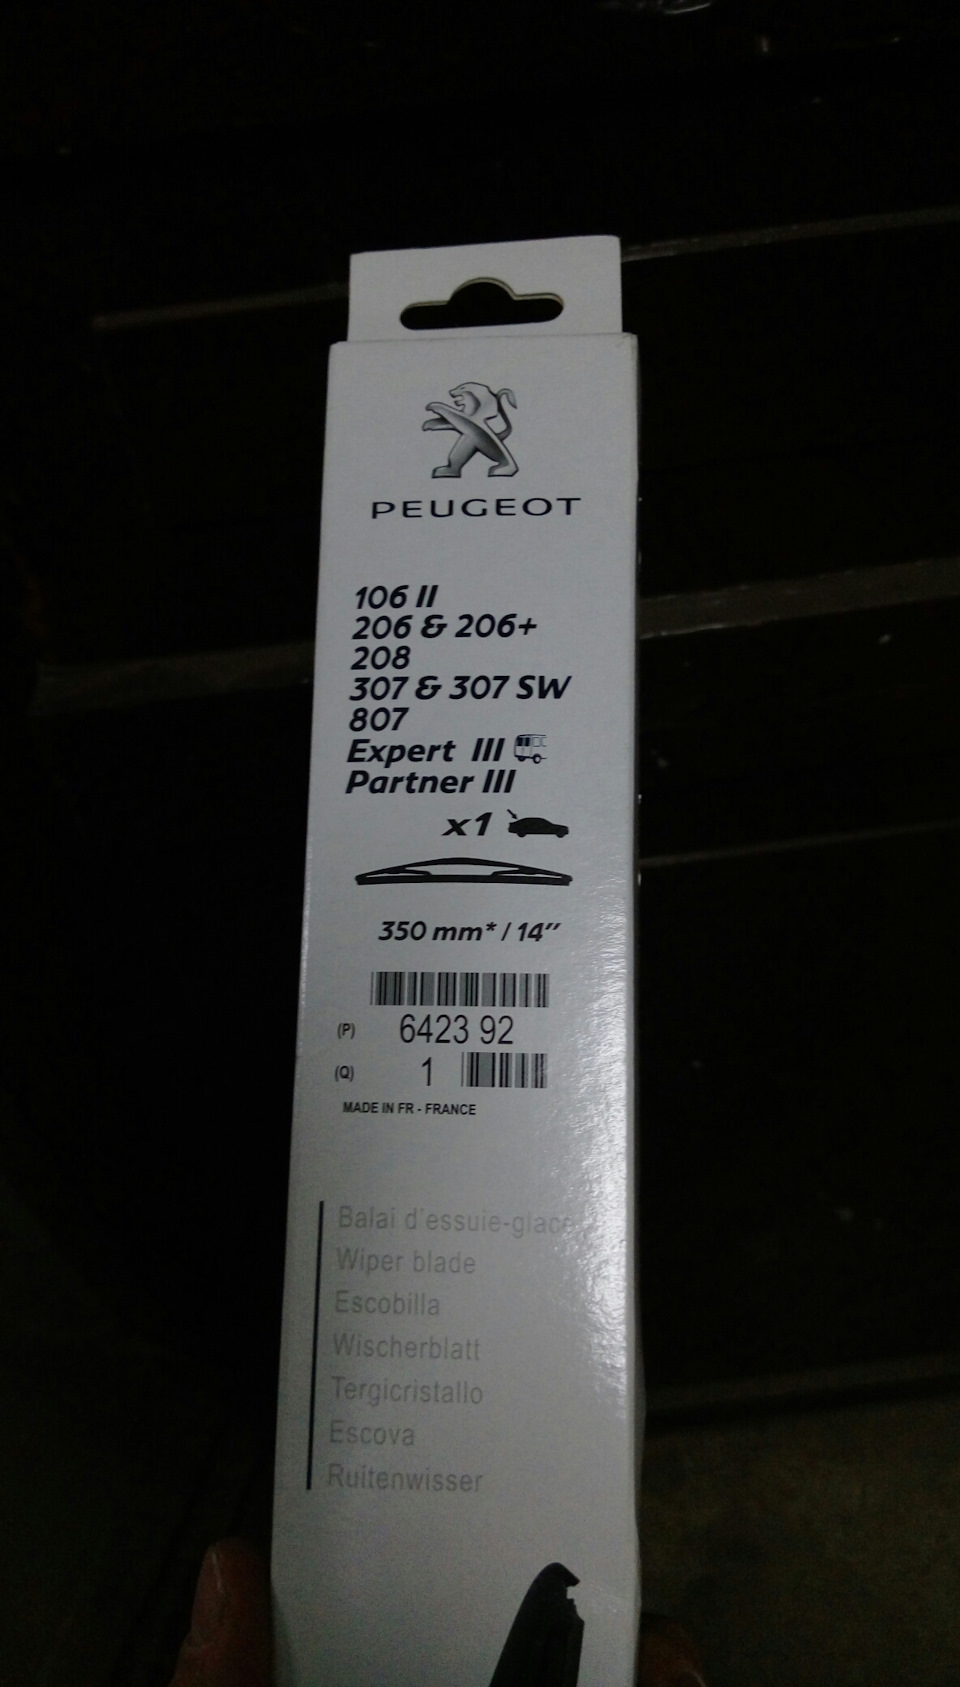 PEUGEOT
106 II
206 & 206+
208
307 & 307 SW
807
Expert III
Partner III
x1
350 mm* / 14"
(P) 6423 92
(Q) 1
MADE IN FR - FRANCE
Balai d'essuie-glace
Wiper blade
Escobilla
Wischerblatt
Tergicristallo
Escova
Ruitenwisser